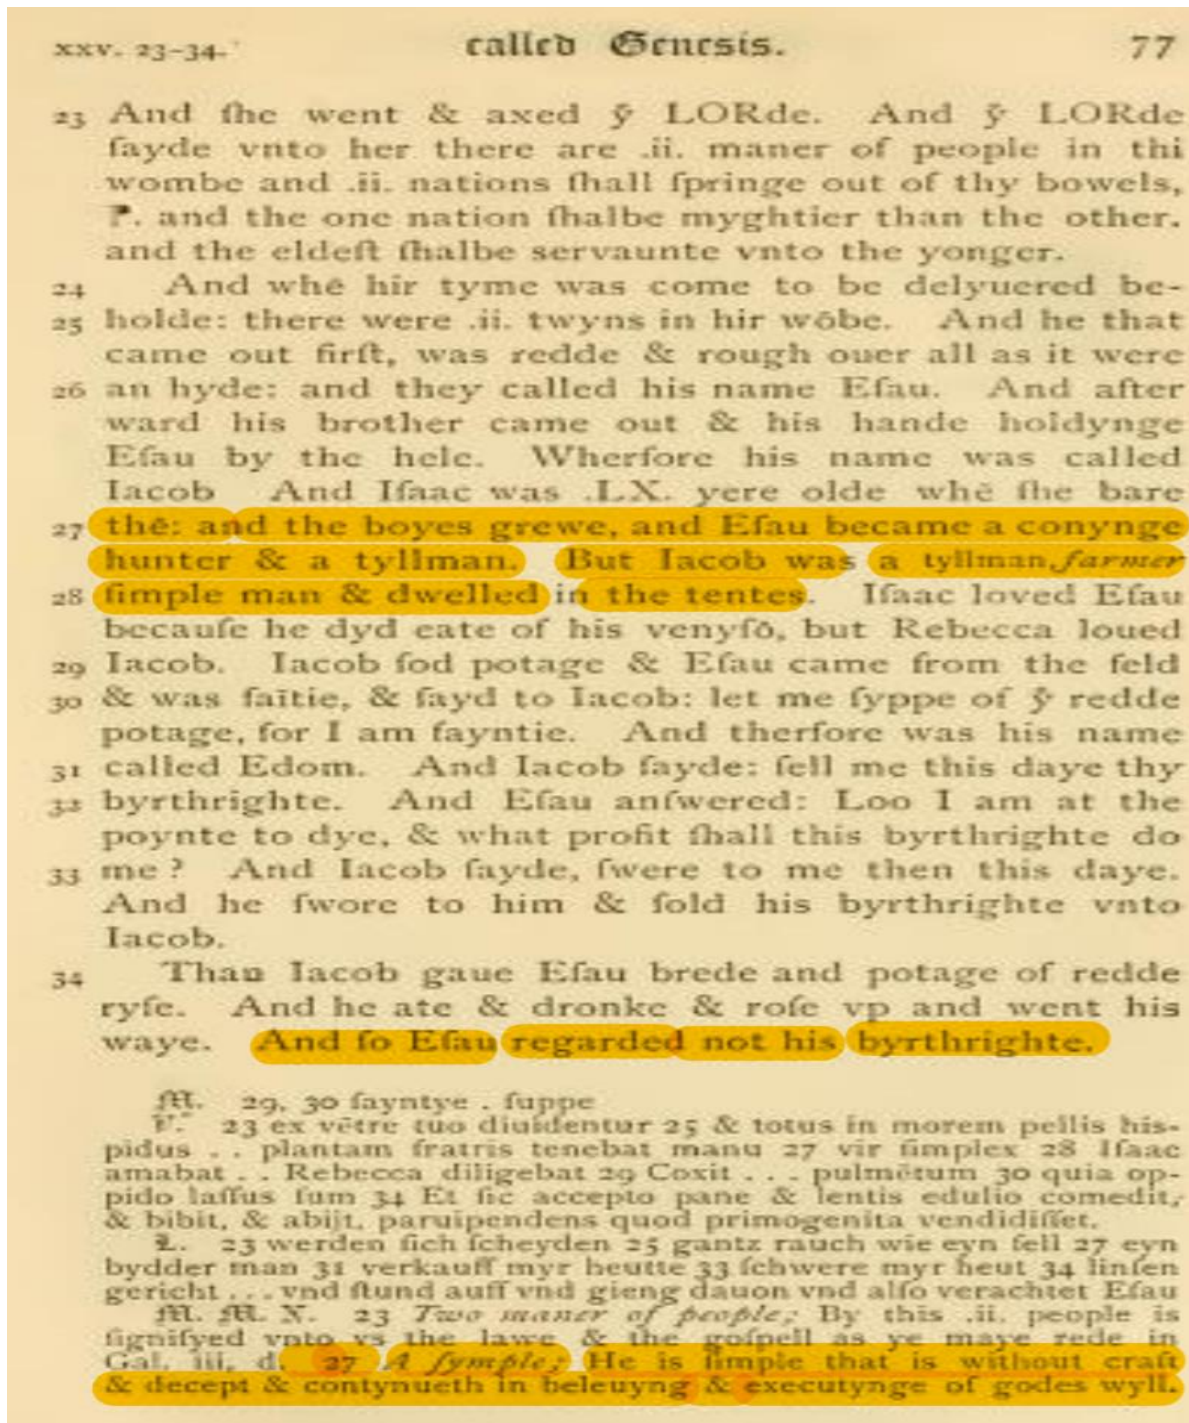 xxv. 23-34. called Geneſis. 77
23 And ſhe went & axed yͤ LORde. And yͤ LORde
ſayde vnto her there are .ii. maner of people in thi
wombe and .ii. nations ſhall ſpringe out of thy bowels,
P. and the one nation ſhalbe myghtier than the other.
and the eldeſt ſhalbe servaunte vnto the yonger.
24 And whē hir tyme was come to be delyuered be-
25 holde: there were .ii. twyns in hir wōbe. And he that
came out firſt, was redde & rough ouer all as it were
26 an hyde: and they called his name Eſau. And after
ward his brother came out & his hande holdynge
Eſau by the hele. Wherfore his name was called
Iacob And Iſaac was .LX. yere olde whē ſhe bare
27 thē: and the boyes grewe, and Eſau became a conynge
hunter & a tyllman. But Iacob was a tyllman, farmer
28 ſimple man & dwelled in the tentes. Iſaac loved Eſau
becauſe he dyd eate of his venyſō, but Rebecca loued
29 Iacob. Iacob ſod potage & Eſau came from the feld
30 & was faītie, & ſayd to Iacob: let me ſyppe of yͤ redde
potage, for I am fayntie. And therfore was his name
31 called Edom. And Iacob ſayde: ſell me this daye thy
32 byrthrighte. And Eſau anſwered: Loo I am at the
poynte to dye, & what profit ſhall this byrthrighte do
33 me? And Iacob ſayde, ſwere to me then this daye.
And he ſwore to him & ſold his byrthrighte vnto
Iacob.
34 Than Iacob gaue Eſau brede and potage of redde
ryſe. And he ate & dronke & roſe vp and went his
waye. And ſo Eſau regarded not his byrthrighte.
M. 29, 30 fayntye . ſuppe
V. 23 ex vētre tuo diuidentur 25 & totus in morem pellis his-
pidus . . plantam fratris tenebat manu 27 vir ſimplex 28 Iſaac
amabat . . Rebecca diligebat 29 Coxit . . . pulmētum 30 quia op-
pido laſſus ſum 34 Et ſic accepto pane & lentis edulio comedit,
& bibit, & abijt, paruipendens quod primogenita vendidiſſet.
L. 23 werden ſich ſcheyden 25 gantz rauch wie eyn fell 27 eyn
bydder man 31 verkauff myr heutte 33 ſchwere myr heut 34 linſen
gericht . . . vnd ſtund auff vnd gieng dauon vnd alſo verachtet Eſau
M. M. N. 23 Two maner of people; By this .ii. people is
ſignifyed vnto vs the lawe & the goſpell as ye maye rede in
Gal. iii, d. 27 A ſymple; He is ſimple that is without craft
& decept & contynueth in beleuyng & executynge of godes wyll.